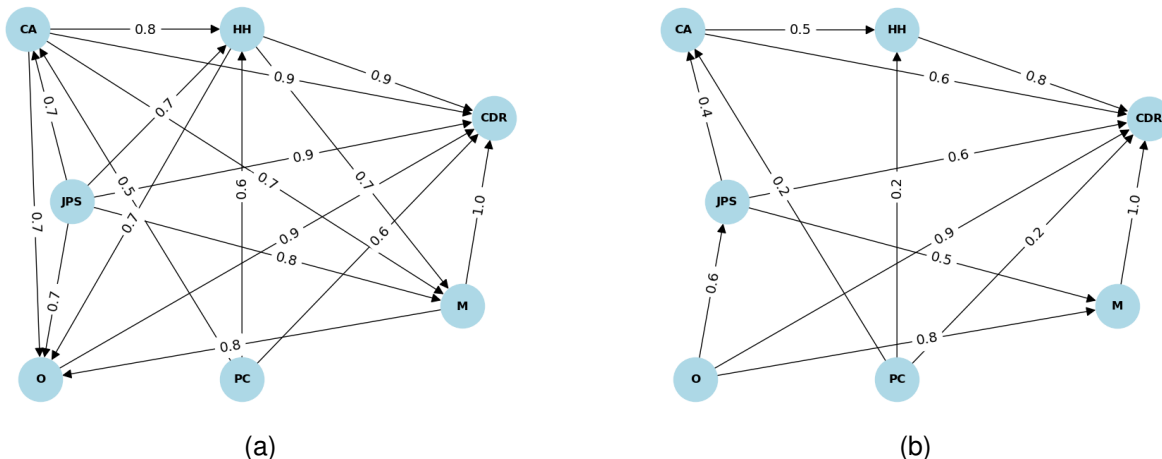 CA 0.8 HH
0.9 0.9
0.7 0.7
CDR
0.9
0.5 0.9 0.7 0.7
JPS
1.0
0.7 0.7 0.9 0.6
0.8
0.7
M
0.8
O PC
(a)
CA 0.5 HH
0.6 0.8
0.4
CDR
0.6
0.2 0.2
JPS
1.0
0.9
0.2
0.5
0.6
M
0.8
O PC
(b)